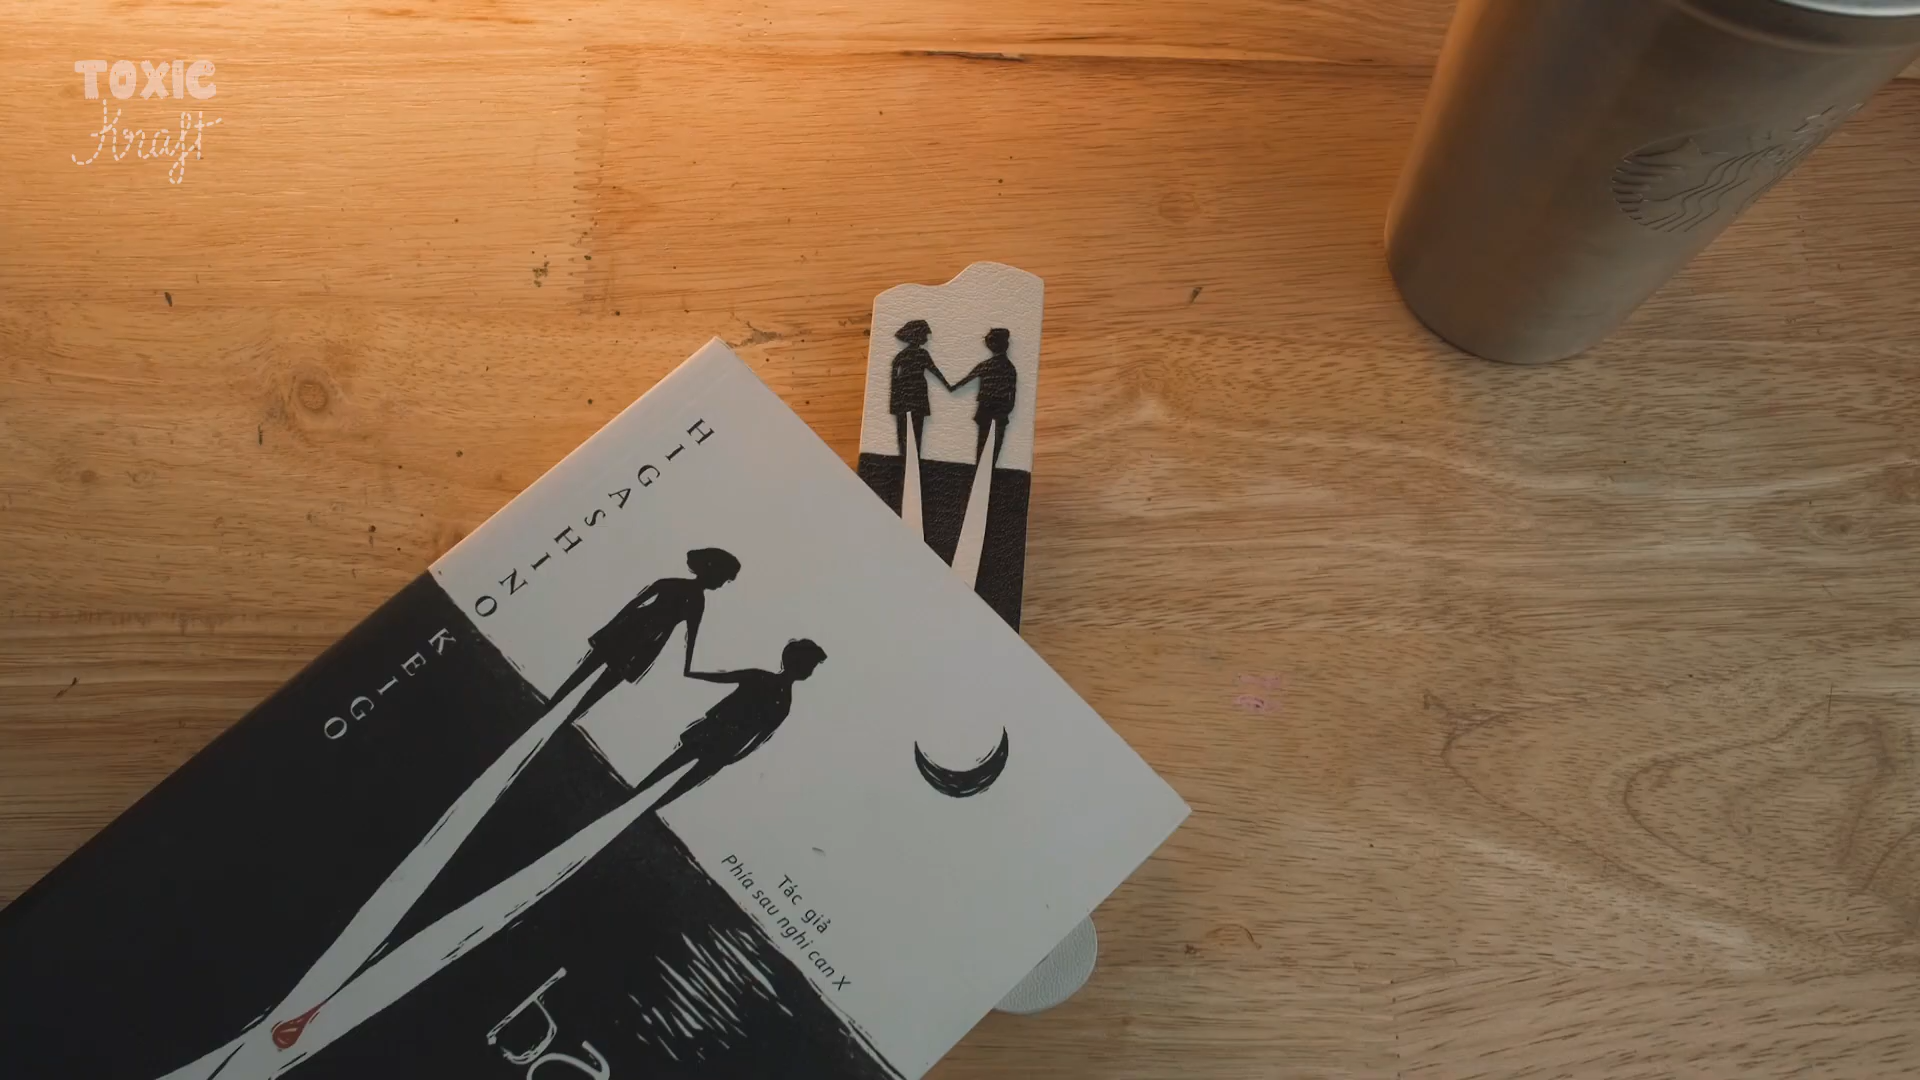 TOXIC
Kraft
HIGASHINO
KEIGO
Tác giả
Phía sau nghi can X